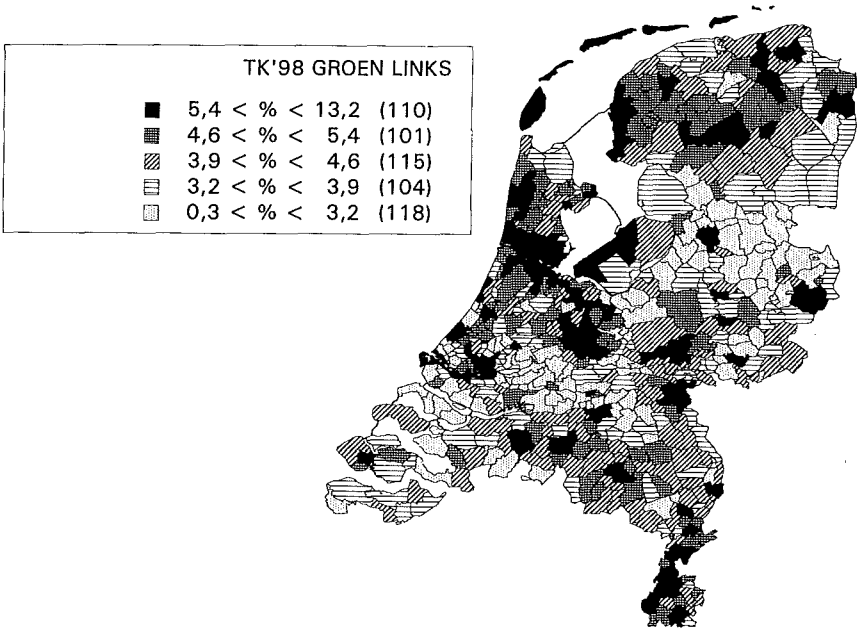 TK'98 GROEN LINKS
5,4 < % < 13,2 (110)
4,6 < % < 5,4 (101)
3,9 < % < 4,6 (115)
3,2 < % < 3,9 (104)
0,3 < % < 3,2 (118)